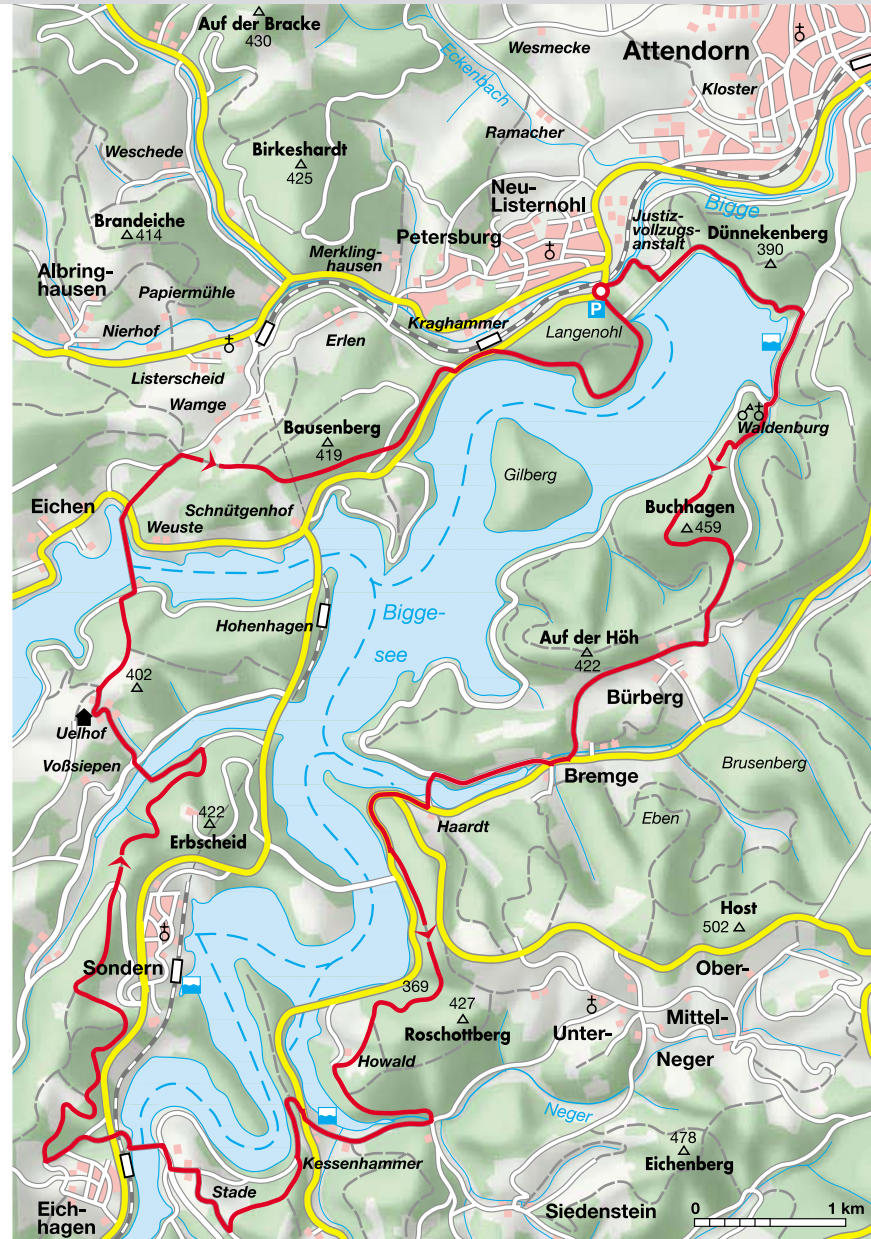 Auf der Bracke
430
Wesmecke
Attendorn
Eckenbach
Kloster
Ramacher
Weschede
Birkeshardt
425
Neu-
Listernohl
Bigge
Justiz-
vollzugs-
anstalt
Dünnekenberg
390
Brandeiche
414
Petersburg
Merkling-
hausen
Albring-
hausen
Papiermühle
P
Nierhof
Erlen
Kraghammer
Langenohl
Listerscheid
Wamge
Bausenberg
419
Waldenburg
Gilberg
Eichen
Schnütgenhof
Weuste
Buchhagen
459
Hohenhagen
Bigge-
see
Auf der Höh
422
402
Bürberg
Uelhof
Voßsiepen
Bremge
Brusenberg
422
Erbscheid
Haardt
Eben
Host
502
Sondern
Ober-
369
427
Roschottberg
Unter-
Mittel-
Neger
Howald
Neger
478
Eichenberg
Kessenhammer
Stade
Eich-
hagen
Siedenstein
0 1 km